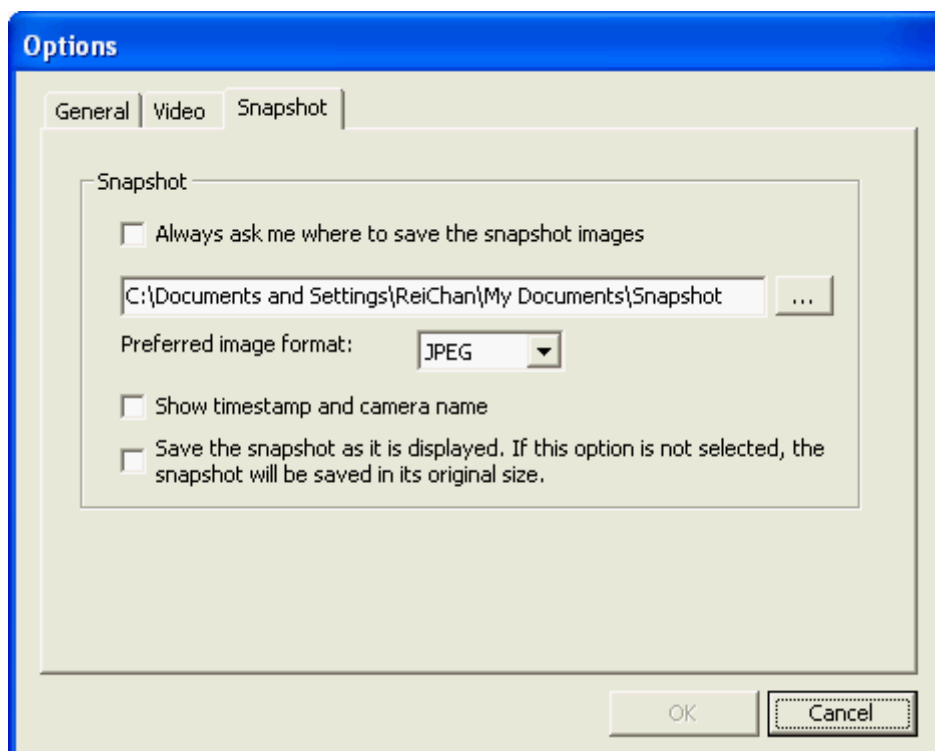 Options
General Video Snapshot
Snapshot
Always ask me where to save the snapshot images
C:\Documents and Settings\ReiChan\My Documents\Snapshot ...
Preferred image format: JPEG
Show timestamp and camera name
Save the snapshot as it is displayed. If this option is not selected, the
snapshot will be saved in its original size.
OK Cancel